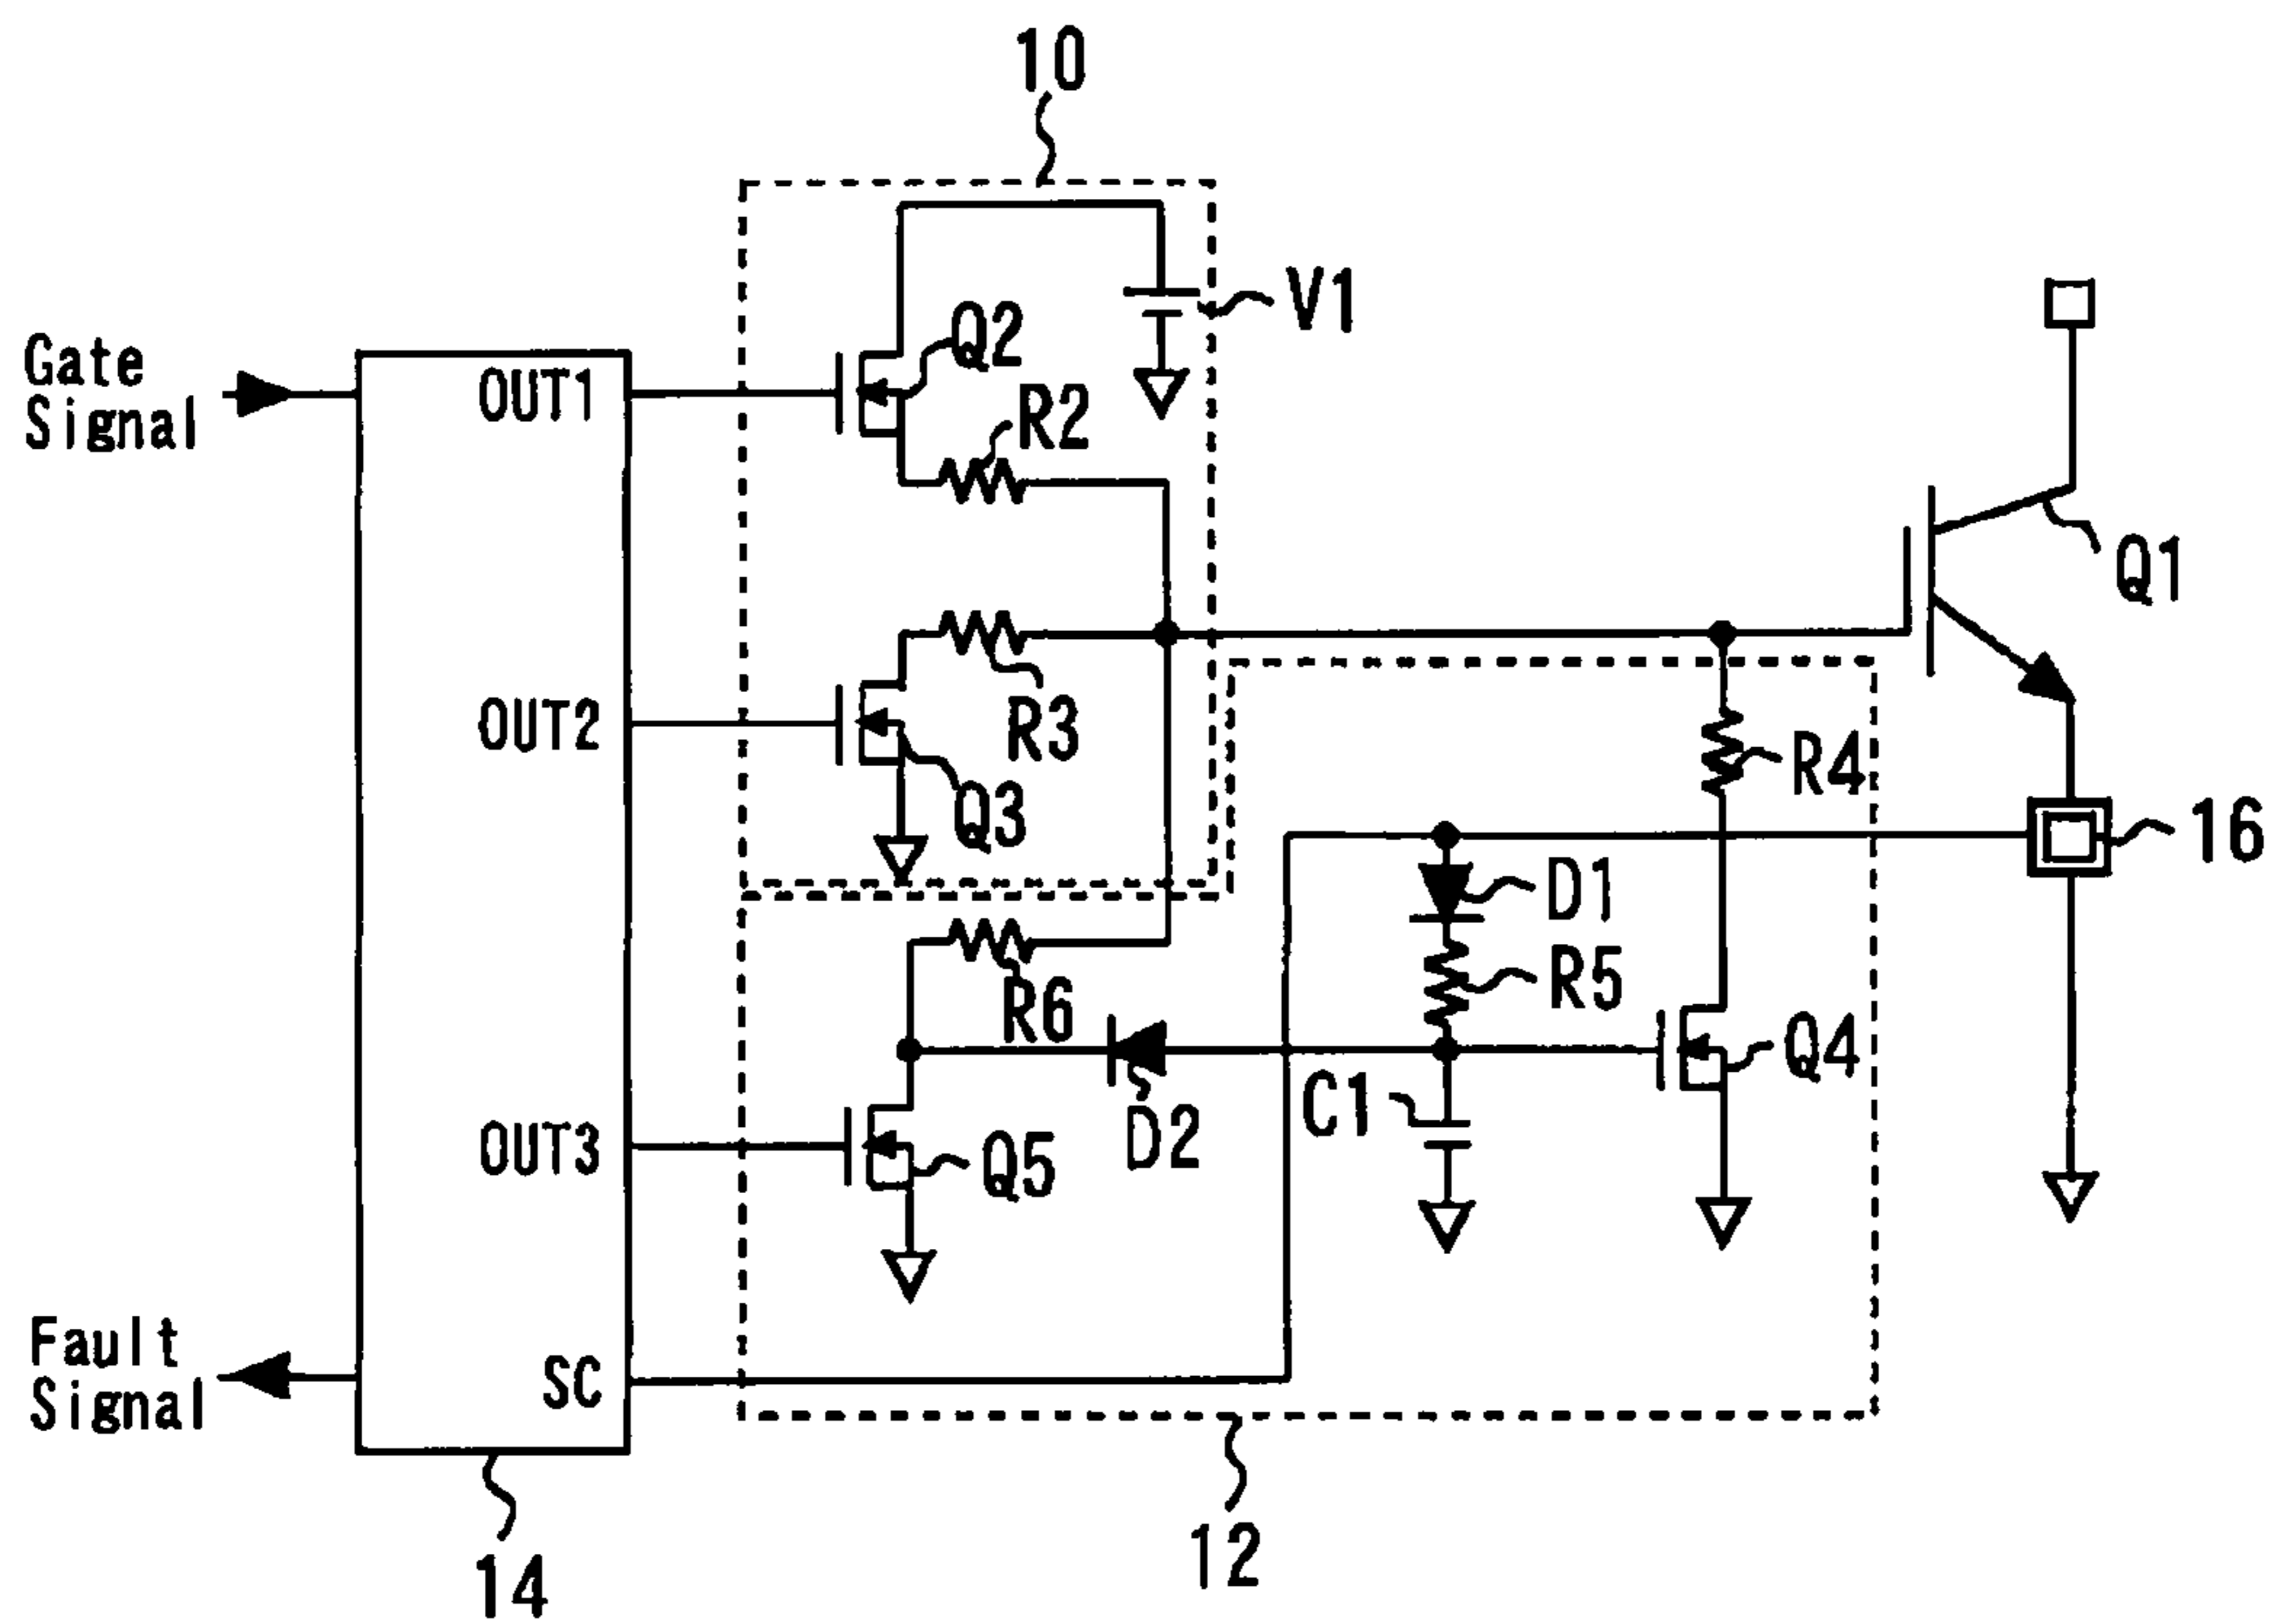 10
V1
Q2
Gate
Signal
OUT1
R2
Q1
OUT2
R3
R4
Q3
16
D1
R5
R6
Q4
C1
D2
OUT3
Q5
Fault
Signal
SC
12
14